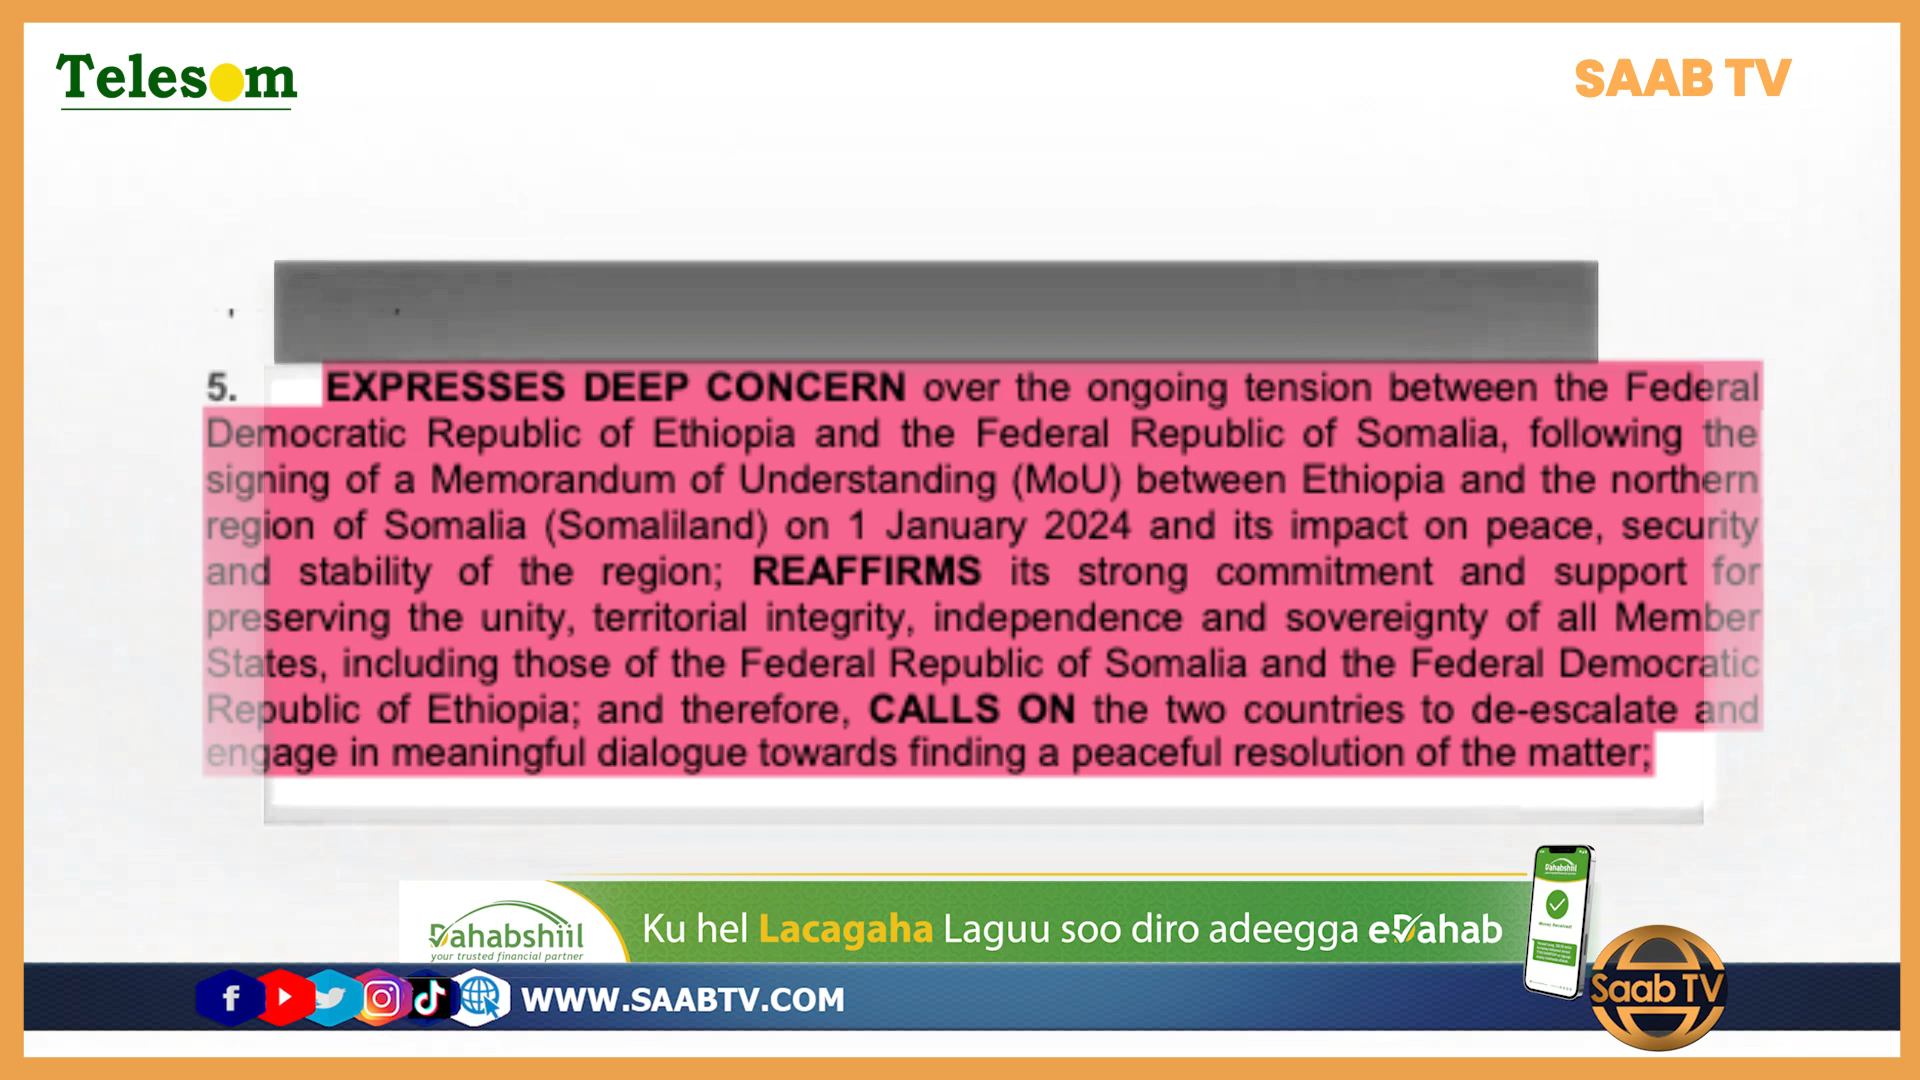 Telesom
SAAB TV
5. EXPRESSES DEEP CONCERN over the ongoing tension between the Federal
Democratic Republic of Ethiopia and the Federal Republic of Somalia, following the
signing of a Memorandum of Understanding (MoU) between Ethiopia and the northern
region of Somalia (Somaliland) on 1 January 2024 and its impact on peace, security
and stability of the region; REAFFIRMS its strong commitment and support for
preserving the unity, territorial integrity, independence and sovereignty of all Member
States, including those of the Federal Republic of Somalia and the Federal Democratic
Republic of Ethiopia; and therefore, CALLS ON the two countries to de-escalate and
engage in meaningful dialogue towards finding a peaceful resolution of the matter;
Dahabshiil
your trusted financial partner
Ku hel Lacagaha Laguu soo diro adeegga eDahab
Dahabshiil
WWW.SAABTV.COM
Saab TV